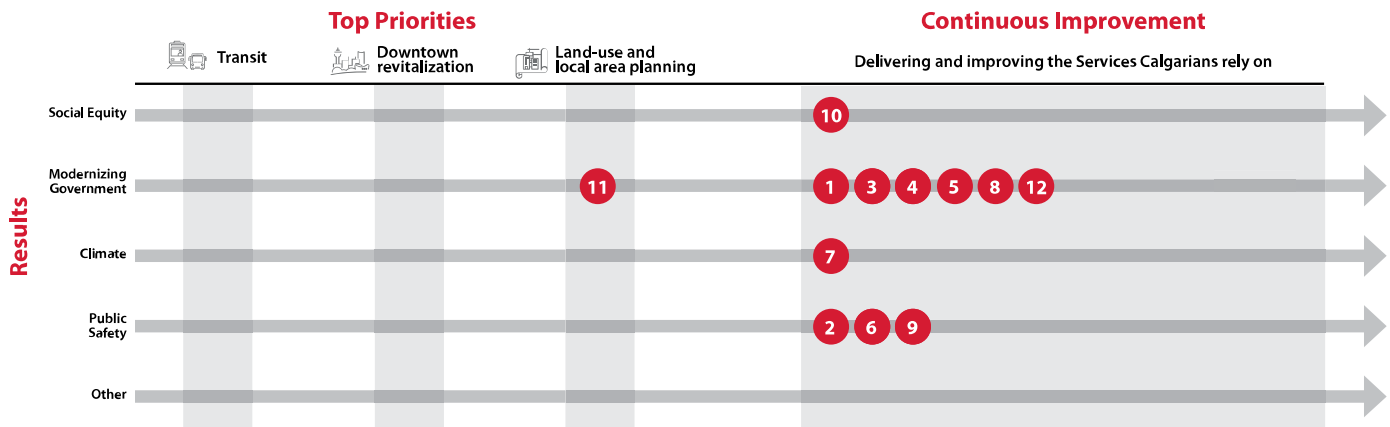 Top Priorities
Continuous Improvement
Transit
Downtown
revitalization
Land-use and
local area planning
Delivering and improving the Services Calgarians rely on
Results
Social Equity
10
Modernizing
Government
11
1 3 4 5 8 12
Climate
7
Public
Safety
2 6 9
Other